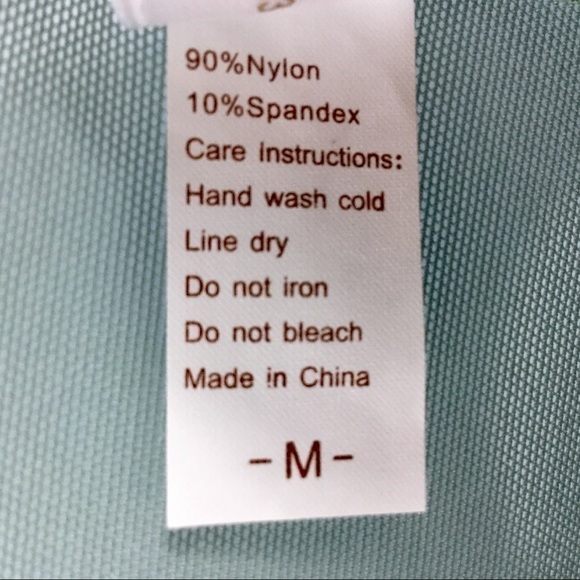 90%Nylon
10%Spandex
Care Instructions:
Hand wash cold
Line dry
Do not iron
Do not bleach
Made in China
-M-